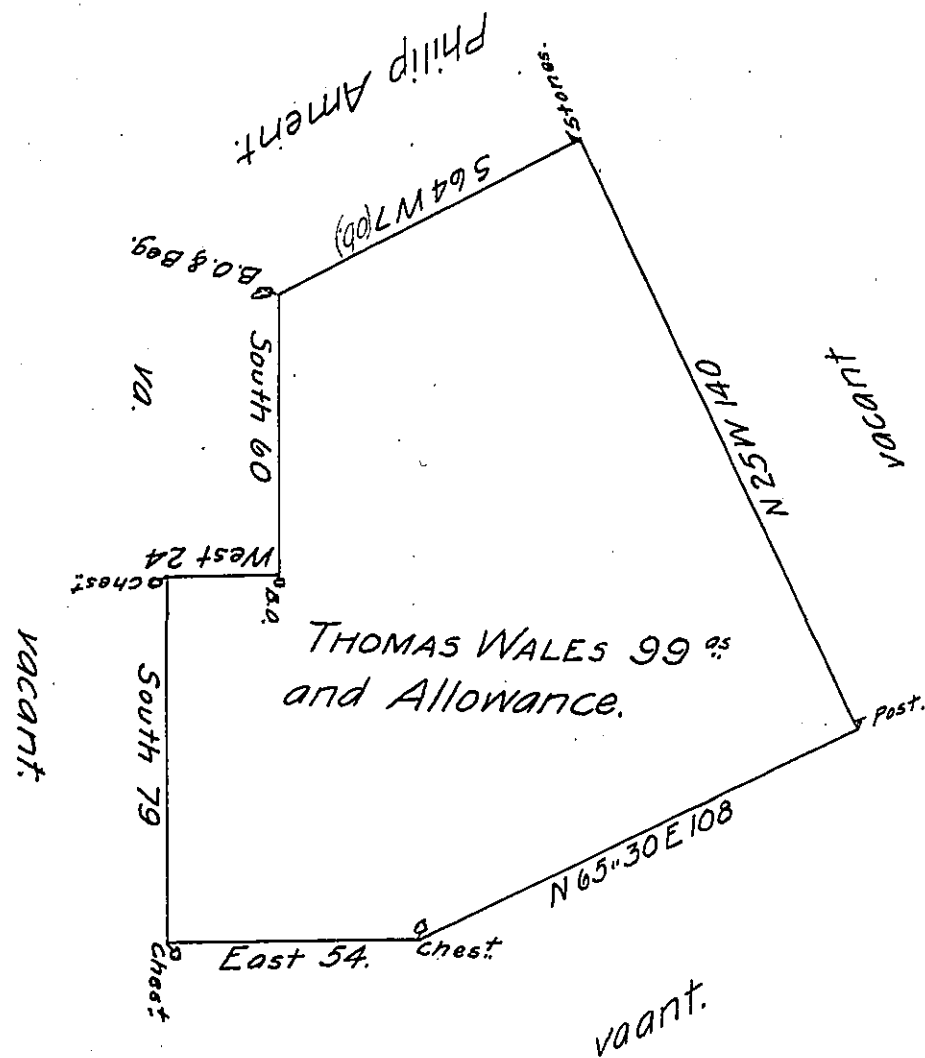 Philip Ament.
Stones.
S 64 W 7(ob)
B.O. & Beg.
South 60
va.
N 25 W 140
vacant
West 24
Chest:
B.O.
THOMAS WALES 99 as
and Allowance.
vacant.
South 79
Post.
N 65"30 E 108
Chest
East 54.
Chest:
vaant.